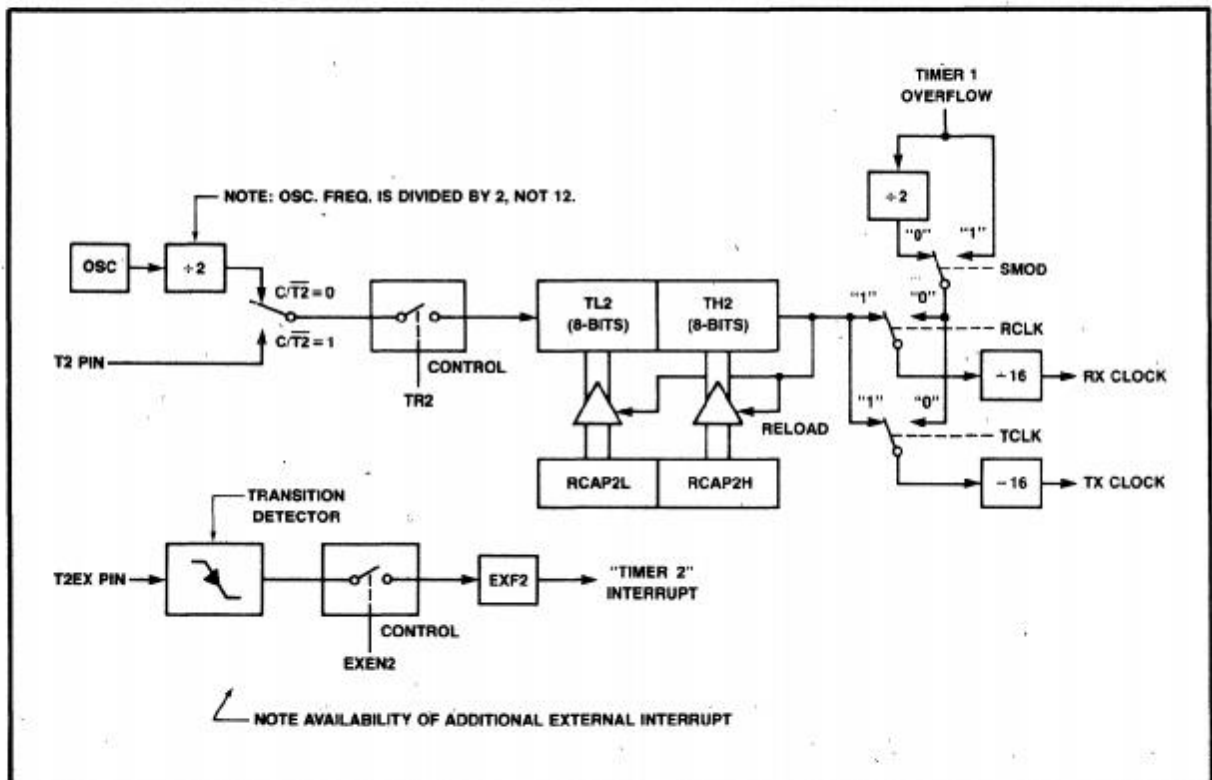 TIMER 1
OVERFLOW
NOTE: OSC. FREQ. IS DIVIDED BY 2, NOT 12.
÷2
"0"
"1"
OSC
÷2
SMOD
C/T2̅ = 0
TL2
(8-BITS)
TH2
(8-BITS)
"1"
"0"
C/T2̅ = 1
RCLK
T2 PIN
CONTROL
÷16
RX CLOCK
TR2
"1"
"0"
RELOAD
TCLK
RCAP2L
RCAP2H
÷16
TX CLOCK
TRANSITION
DETECTOR
T2EX PIN
EXF2
"TIMER 2"
INTERRUPT
CONTROL
EXEN2
NOTE AVAILABILITY OF ADDITIONAL EXTERNAL INTERRUPT